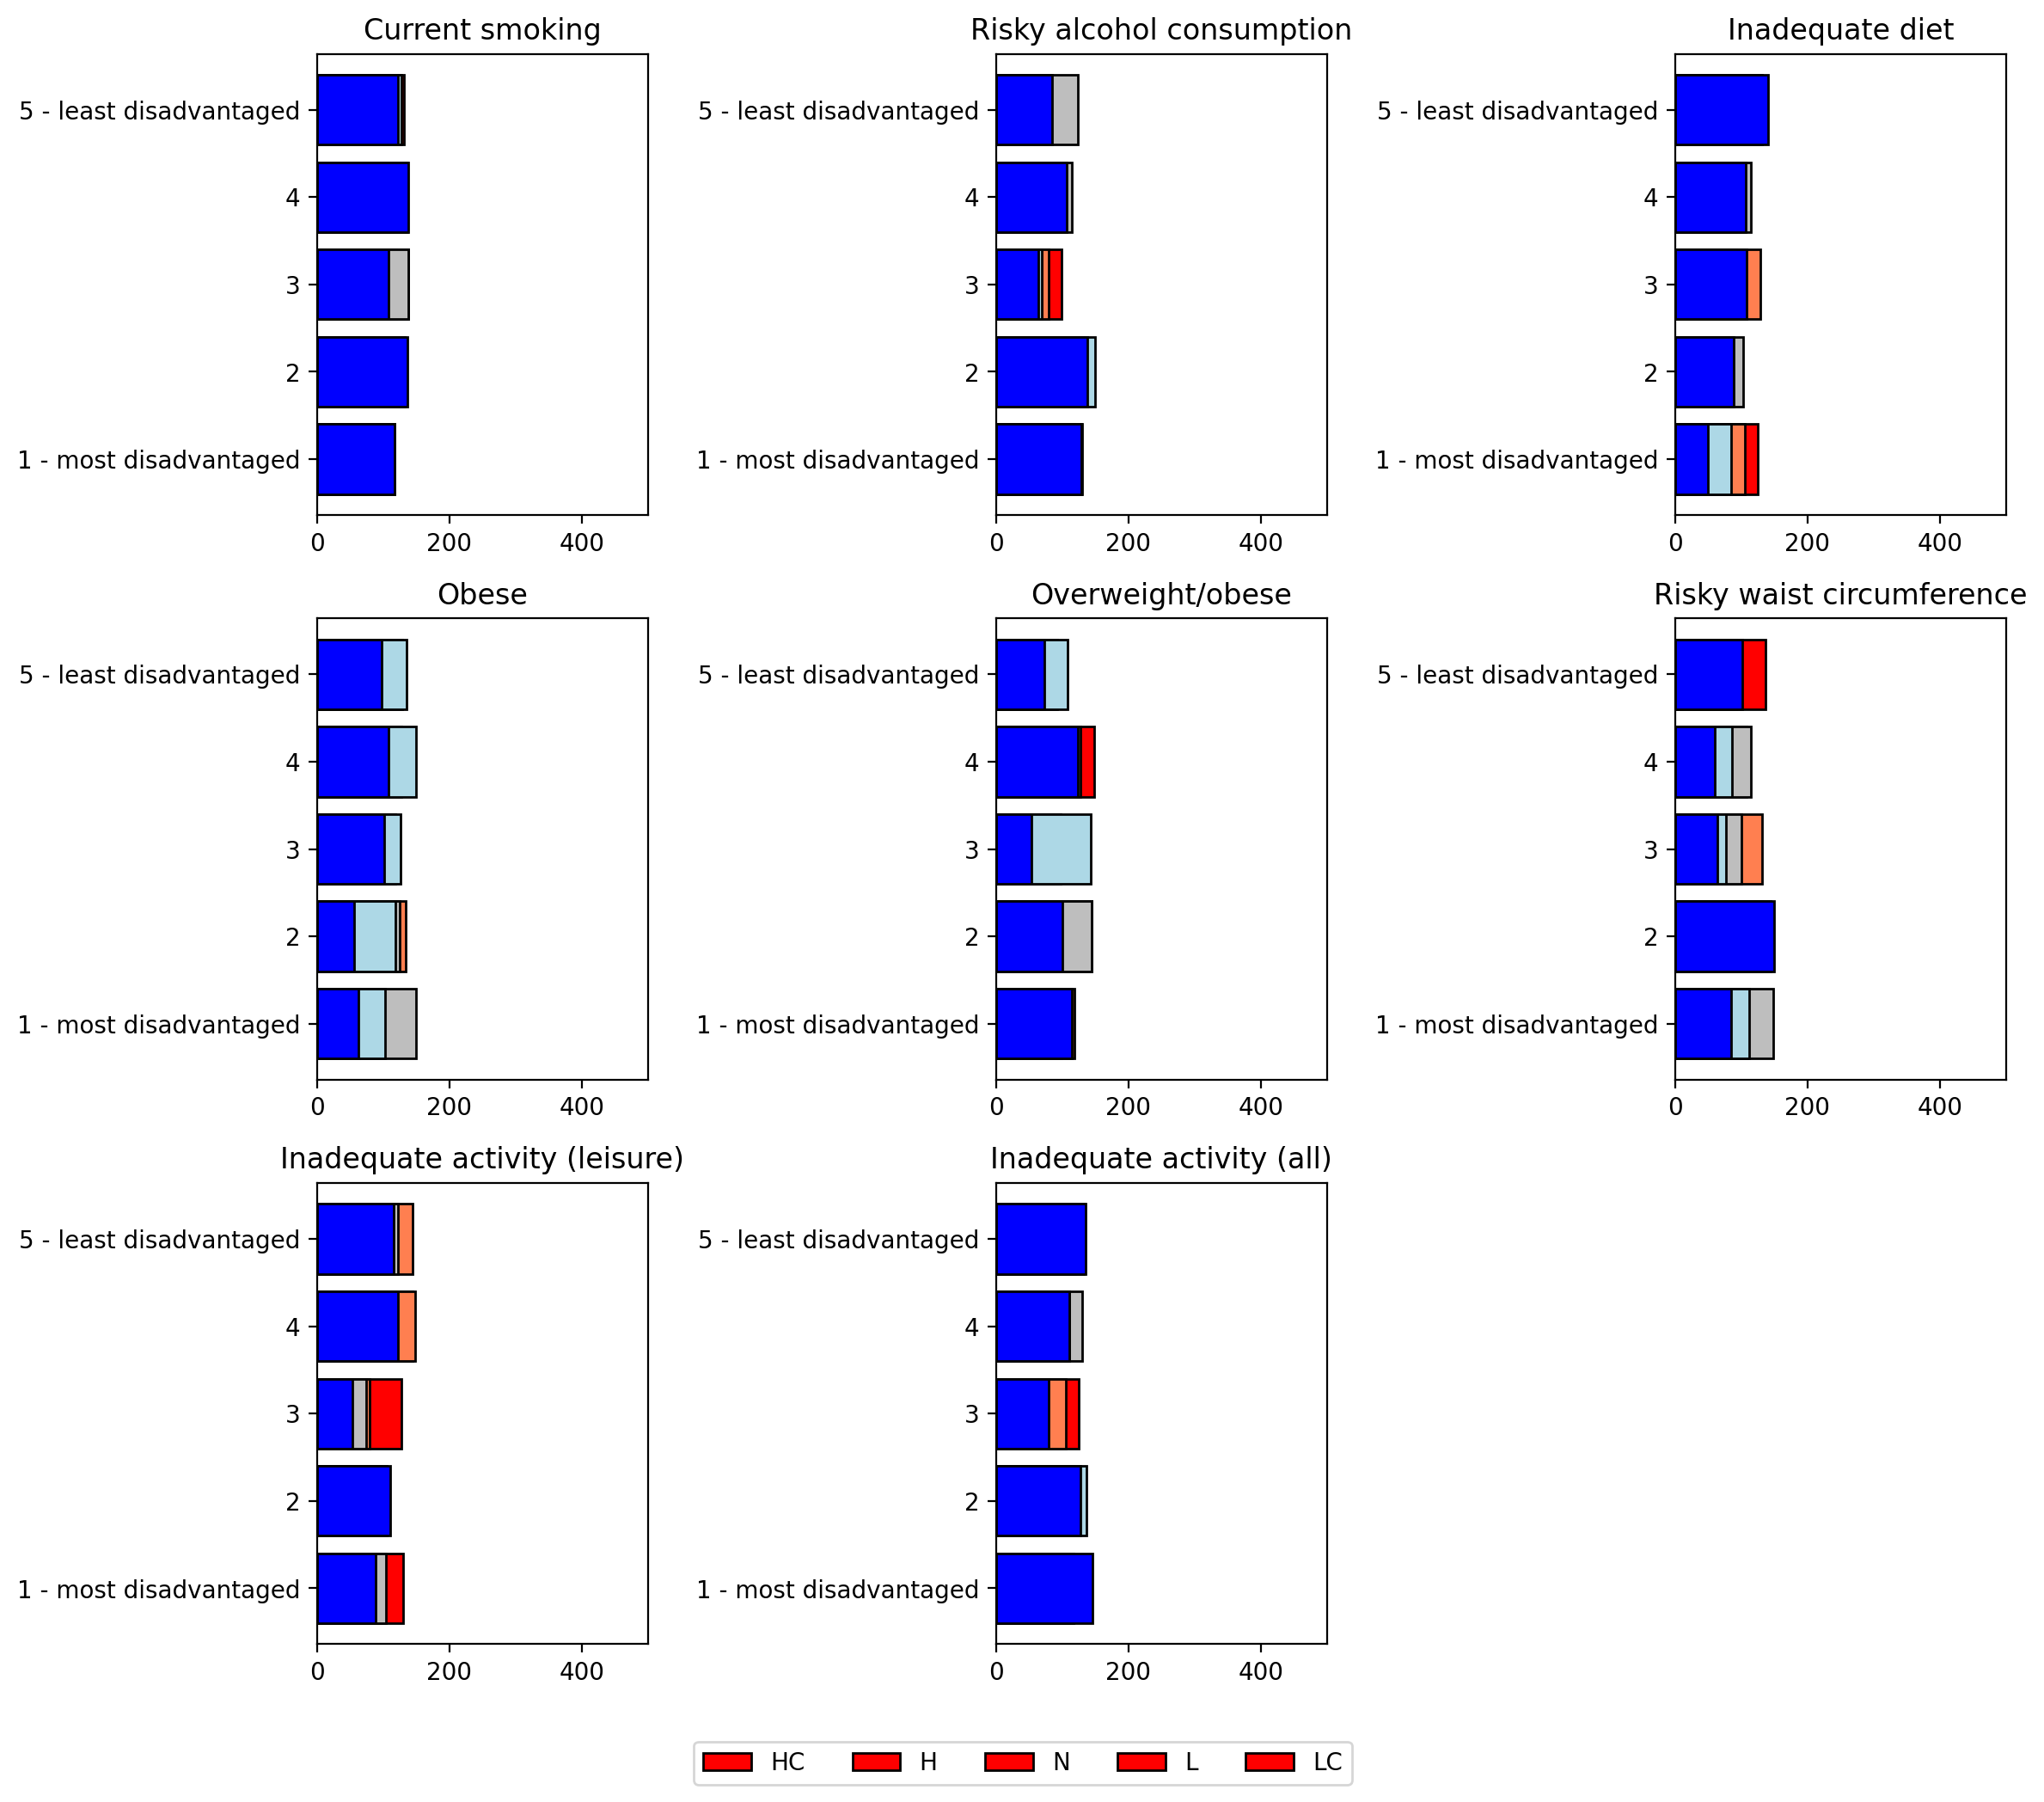 Current smoking
5 - least disadvantaged
4
3
2
1 - most disadvantaged
0 200 400
Risky alcohol consumption
5 - least disadvantaged
4
3
2
1 - most disadvantaged
0 200 400
Inadequate diet
5 - least disadvantaged
4
3
2
1 - most disadvantaged
0 200 400
Obese
5 - least disadvantaged
4
3
2
1 - most disadvantaged
0 200 400
Overweight/obese
5 - least disadvantaged
4
3
2
1 - most disadvantaged
0 200 400
Risky waist circumference
5 - least disadvantaged
4
3
2
1 - most disadvantaged
0 200 400
Inadequate activity (leisure)
5 - least disadvantaged
4
3
2
1 - most disadvantaged
0 200 400
Inadequate activity (all)
5 - least disadvantaged
4
3
2
1 - most disadvantaged
0 200 400
HC H N L LC